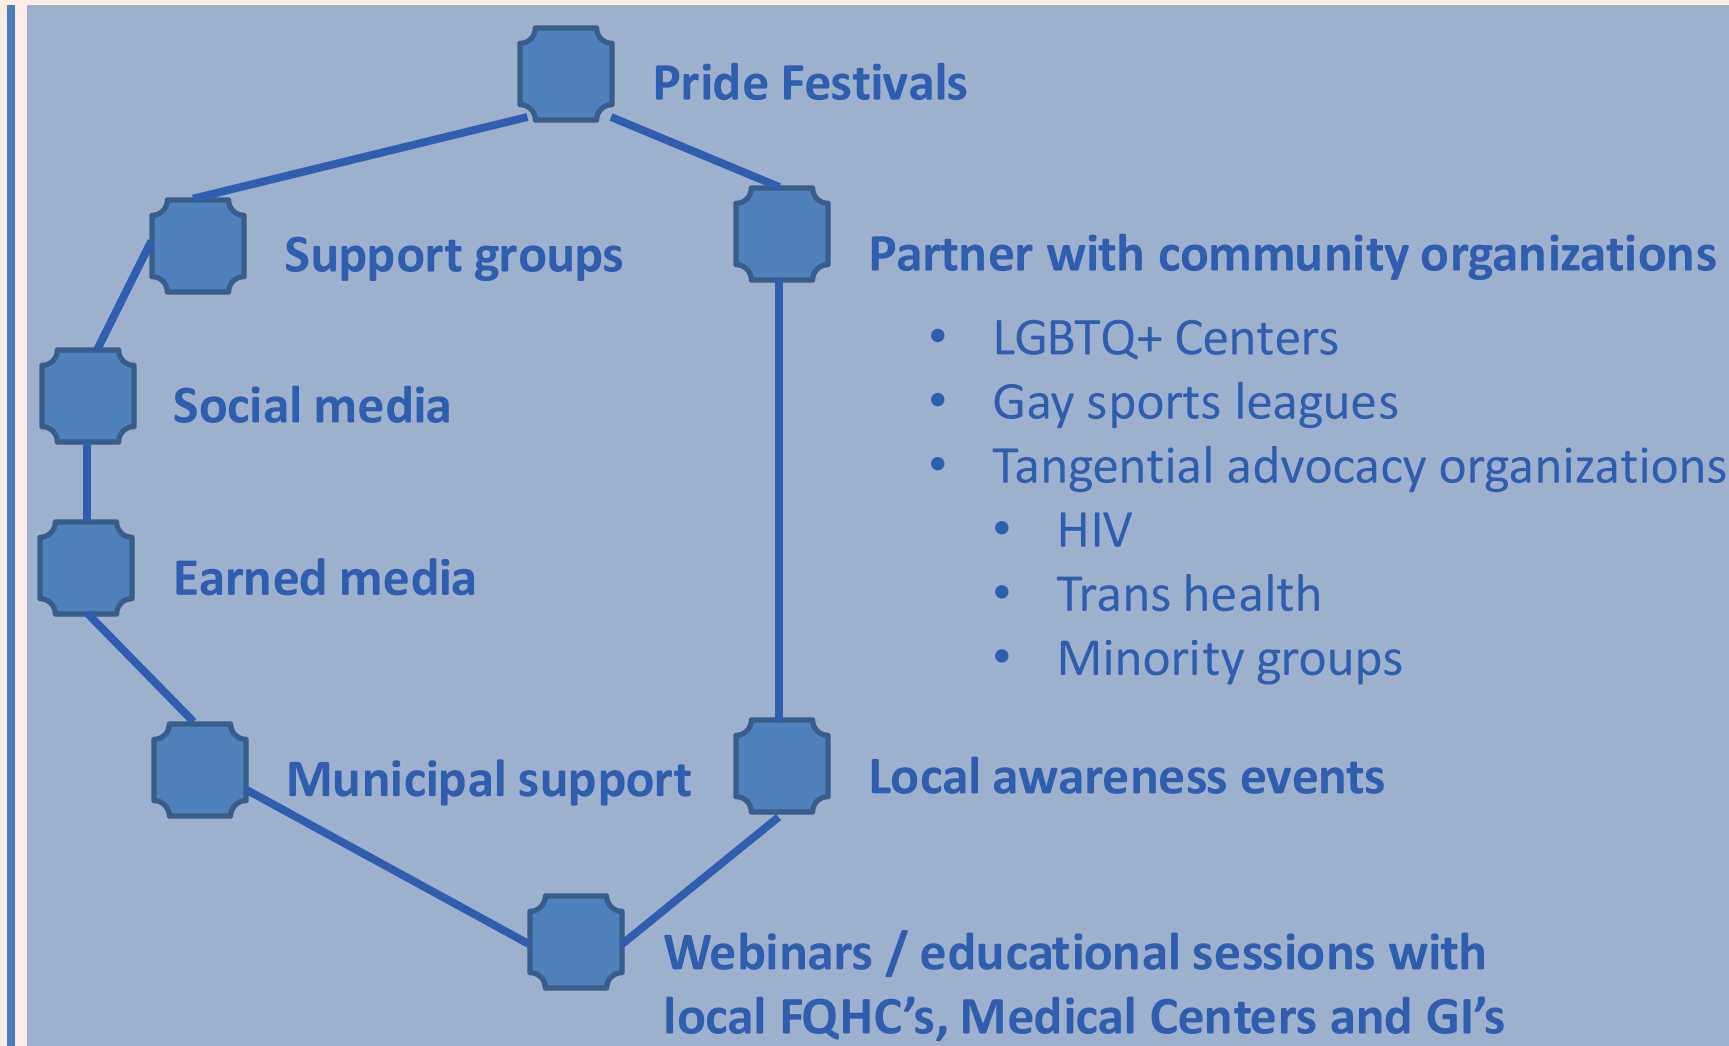 Pride Festivals
Support groups
Partner with community organizations
• LGBTQ+ Centers
• Gay sports leagues
• Tangential advocacy organizations
• HIV
• Trans health
• Minority groups
Social media
Earned media
Municipal support
Local awareness events
Webinars / educational sessions with
local FQHC’s, Medical Centers and GI’s